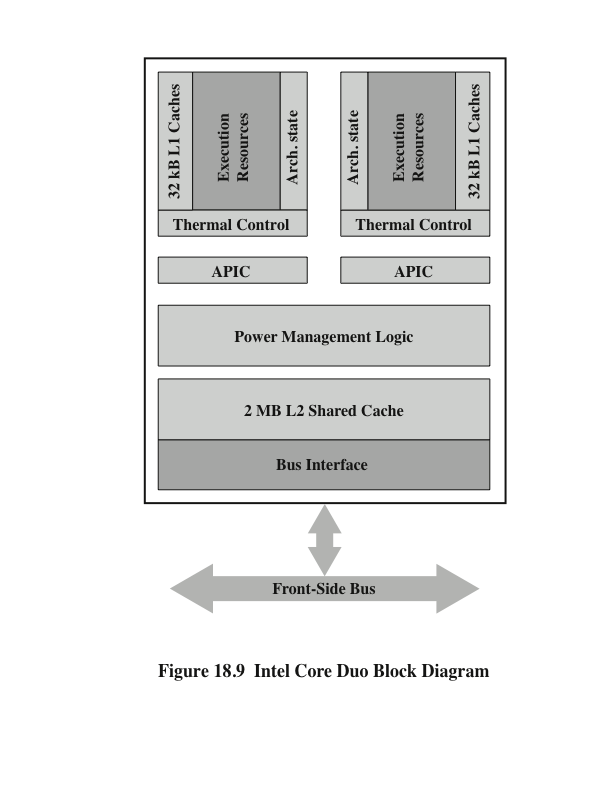 32 kB L1 Caches
Execution
Resources
Arch. state
Thermal Control
APIC
Arch. state
Execution
Resources
32 kB L1 Caches
Thermal Control
APIC
Power Management Logic
2 MB L2 Shared Cache
Bus Interface
Front-Side Bus
Figure 18.9 Intel Core Duo Block Diagram